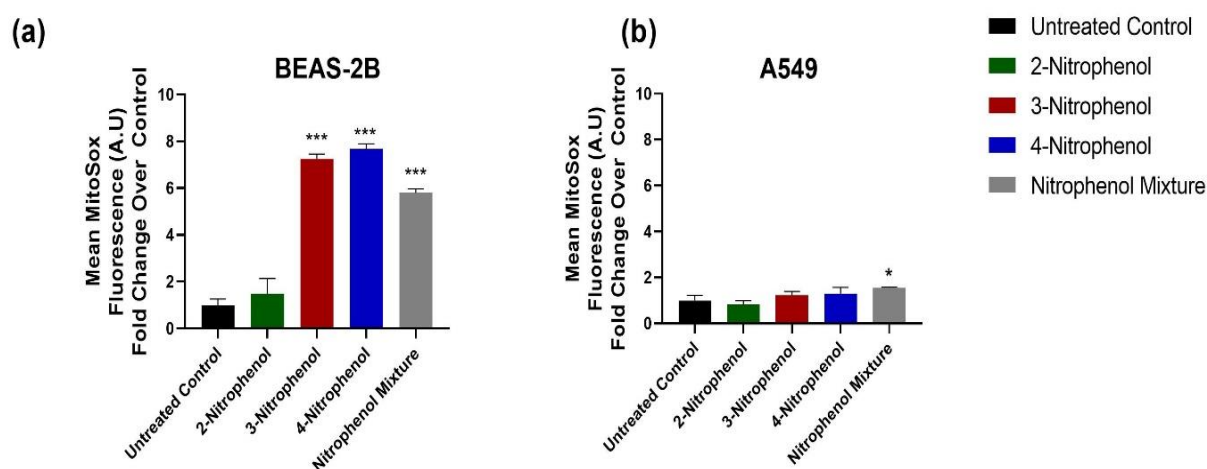 (a)
BEAS-2B
Mean MitoSox
Fluorescence (A.U)
Fold Change Over Control
10
8
6
4
2
0
***
***
***
Untreated Control
2-Nitrophenol
3-Nitrophenol
4-Nitrophenol
Nitrophenol Mixture
(b)
A549
Mean MitoSox
Fluorescence (A.U)
Fold Change Over Control
10
8
6
4
2
0
*
Untreated Control
2-Nitrophenol
3-Nitrophenol
4-Nitrophenol
Nitrophenol Mixture
Untreated Control
2-Nitrophenol
3-Nitrophenol
4-Nitrophenol
Nitrophenol Mixture